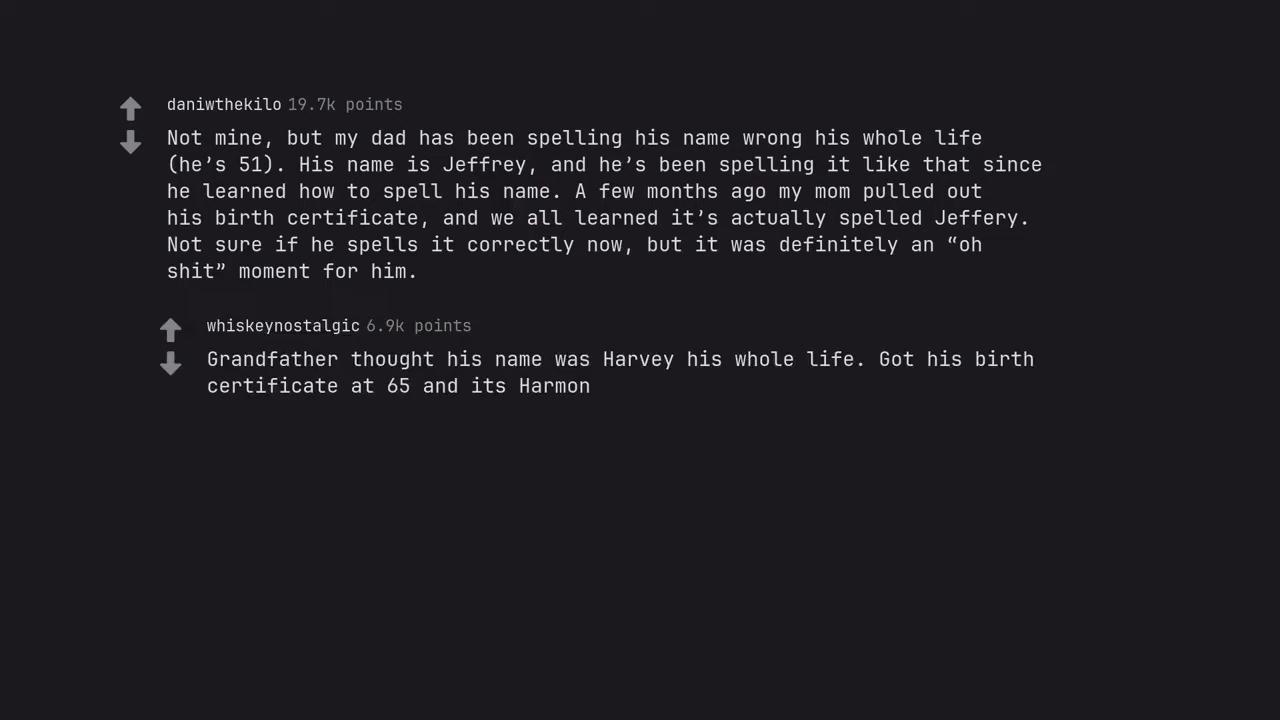 daniwthekilo 19.7k points
Not mine, but my dad has been spelling his name wrong his whole life
(he’s 51). His name is Jeffrey, and he’s been spelling it like that since
he learned how to spell his name. A few months ago my mom pulled out
his birth certificate, and we all learned it’s actually spelled Jeffery.
Not sure if he spells it correctly now, but it was definitely an “oh
shit” moment for him.
whiskeynostalgic 6.9k points
Grandfather thought his name was Harvey his whole life. Got his birth
certificate at 65 and its Harmon